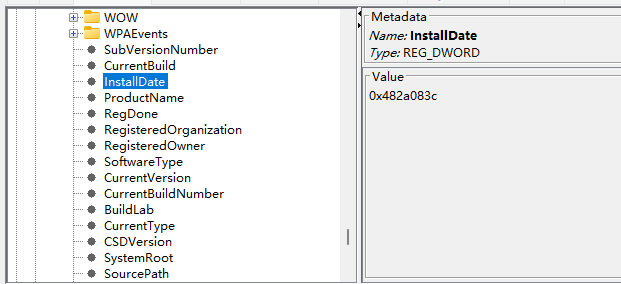 WOW
WPAEvents
SubVersionNumber
CurrentBuild
InstallDate
ProductName
RegDone
RegisteredOrganization
RegisteredOwner
SoftwareType
CurrentVersion
CurrentBuildNumber
BuildLab
CurrentType
CSDVersion
SystemRoot
SourcePath
Metadata
Name: InstallDate
Type: REG_DWORD
Value
0x482a083c